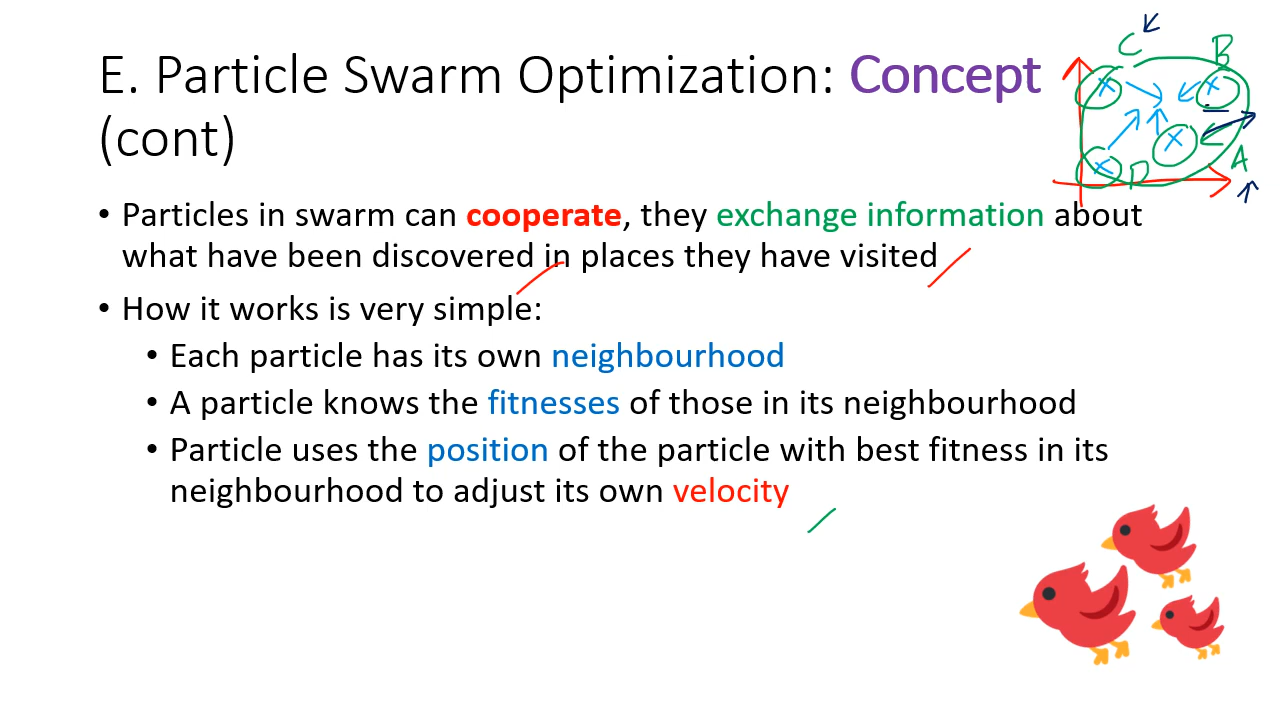 E. Particle Swarm Optimization: Concept
(cont)
C
B
A
D
• Particles in swarm can cooperate, they exchange information about
what have been discovered in places they have visited
• How it works is very simple:
• Each particle has its own neighbourhood
• A particle knows the fitnesses of those in its neighbourhood
• Particle uses the position of the particle with best fitness in its
neighbourhood to adjust its own velocity